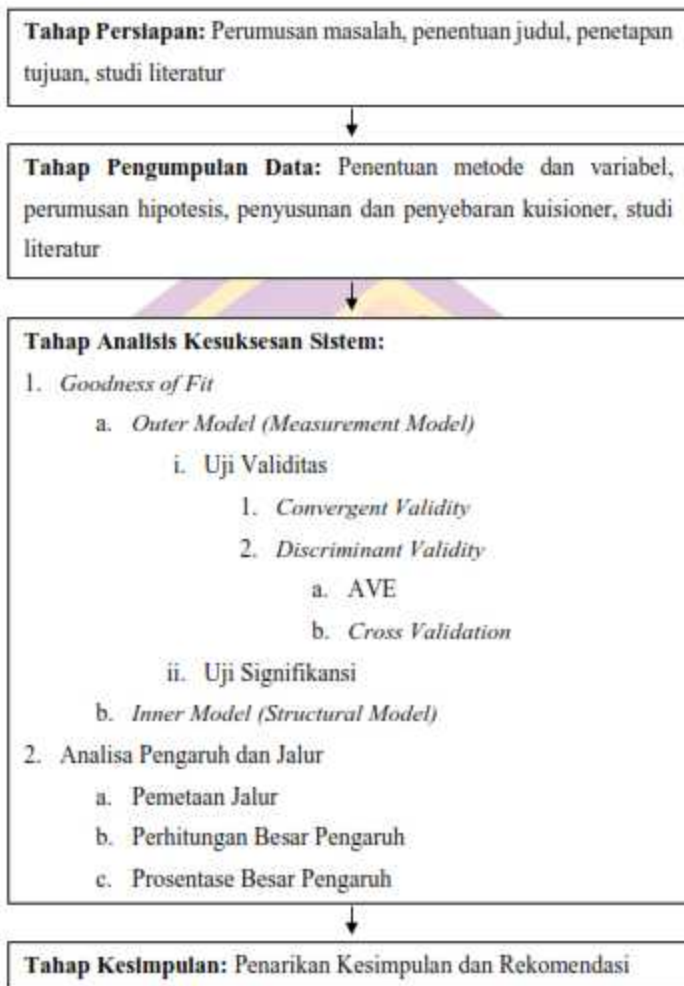 Tahap Persiapan: Perumusan masalah, penentuan judul, penetapan
tujuan, studi literatur
Tahap Pengumpulan Data: Penentuan metode dan variabel,
perumusan hipotesis, penyusunan dan penyebaran kuisioner, studi
literatur
Tahap Analisis Kesuksesan Sistem:
1. Goodness of Fit
a. Outer Model (Measurement Model)
i. Uji Validitas
1. Convergent Validity
2. Discriminant Validity
a. AVE
b. Cross Validation
ii. Uji Signifikansi
b. Inner Model (Structural Model)
2. Analisa Pengaruh dan Jalur
a. Pemetaan Jalur
b. Perhitungan Besar Pengaruh
c. Prosentase Besar Pengaruh
Tahap Kesimpulan: Penarikan Kesimpulan dan Rekomendasi